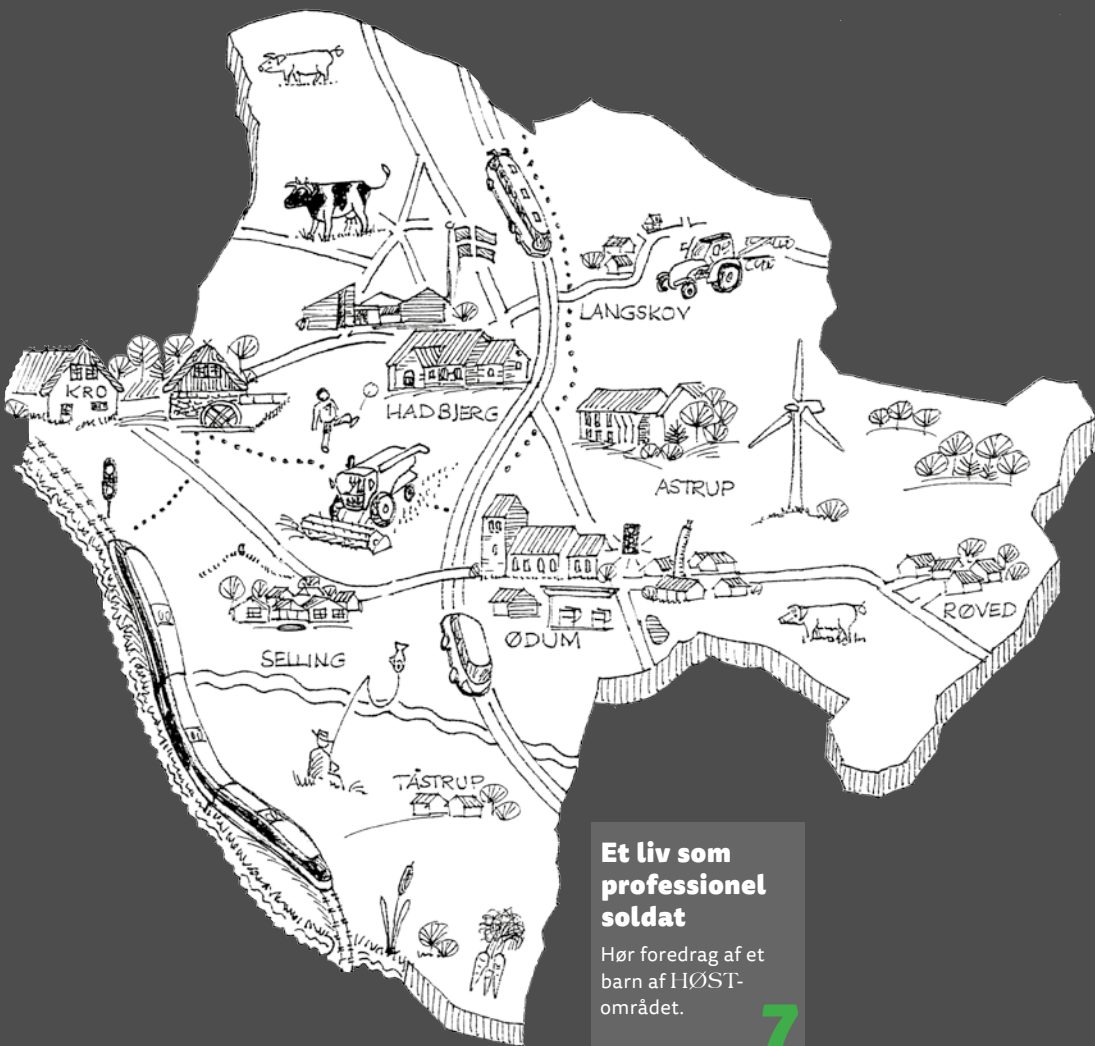 LANGSKOV
KRO
HADBJERG
ASTRUP
RØVED
ØDUM
SELLING
TÅSTRUP
Et liv som
professionel
soldat
Hør foredrag af et
barn af HØST-
området.
7